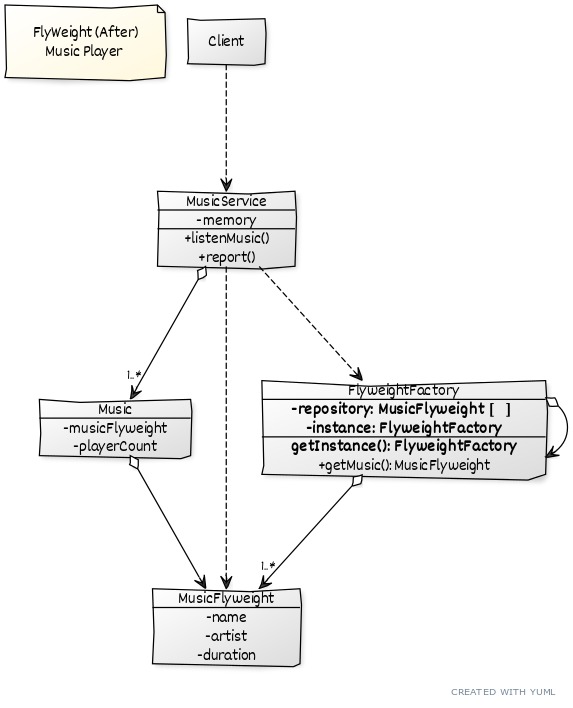 FlyWeight (After)
Music Player
Client
MusicService
-memory
+listenMusic()
+report()
1..*
Music
-musicFlyweight
-playerCount
FlyweightFactory
-repository: MusicFlyweight [ ]
-instance: FlyweightFactory
getInstance(): FlyweightFactory
+getMusic(): MusicFlyweight
1..*
MusicFlyweight
-name
-artist
-duration
CREATED WITH YUML